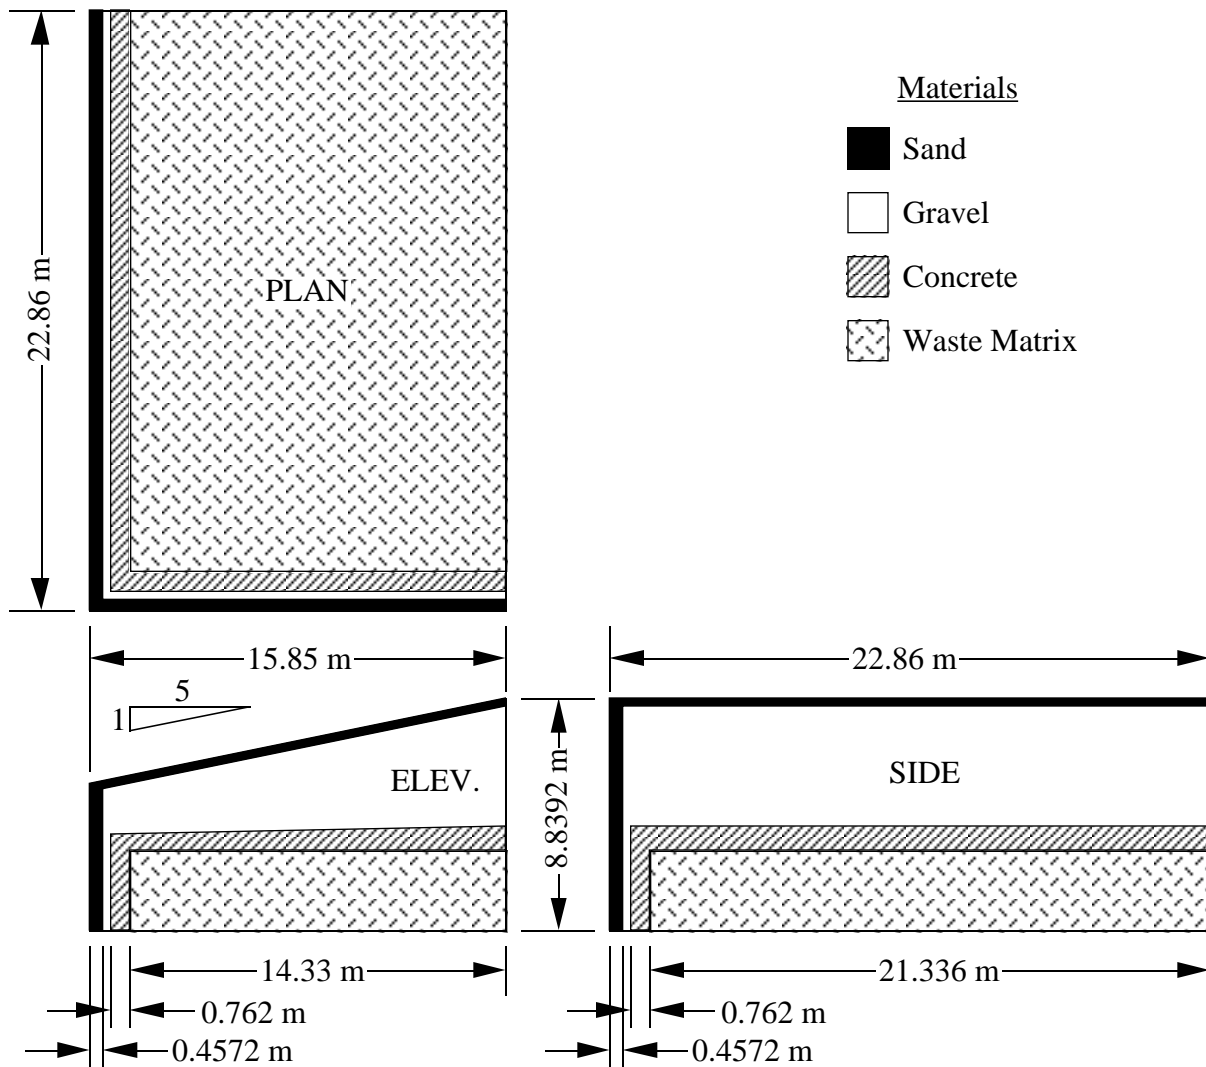 Materials
Sand
Gravel
Concrete
Waste Matrix
PLAN
22.86 m
15.85 m
22.86 m
5
1
ELEV.
8.8392 m
SIDE
14.33 m
21.336 m
0.762 m
0.762 m
0.4572 m
0.4572 m